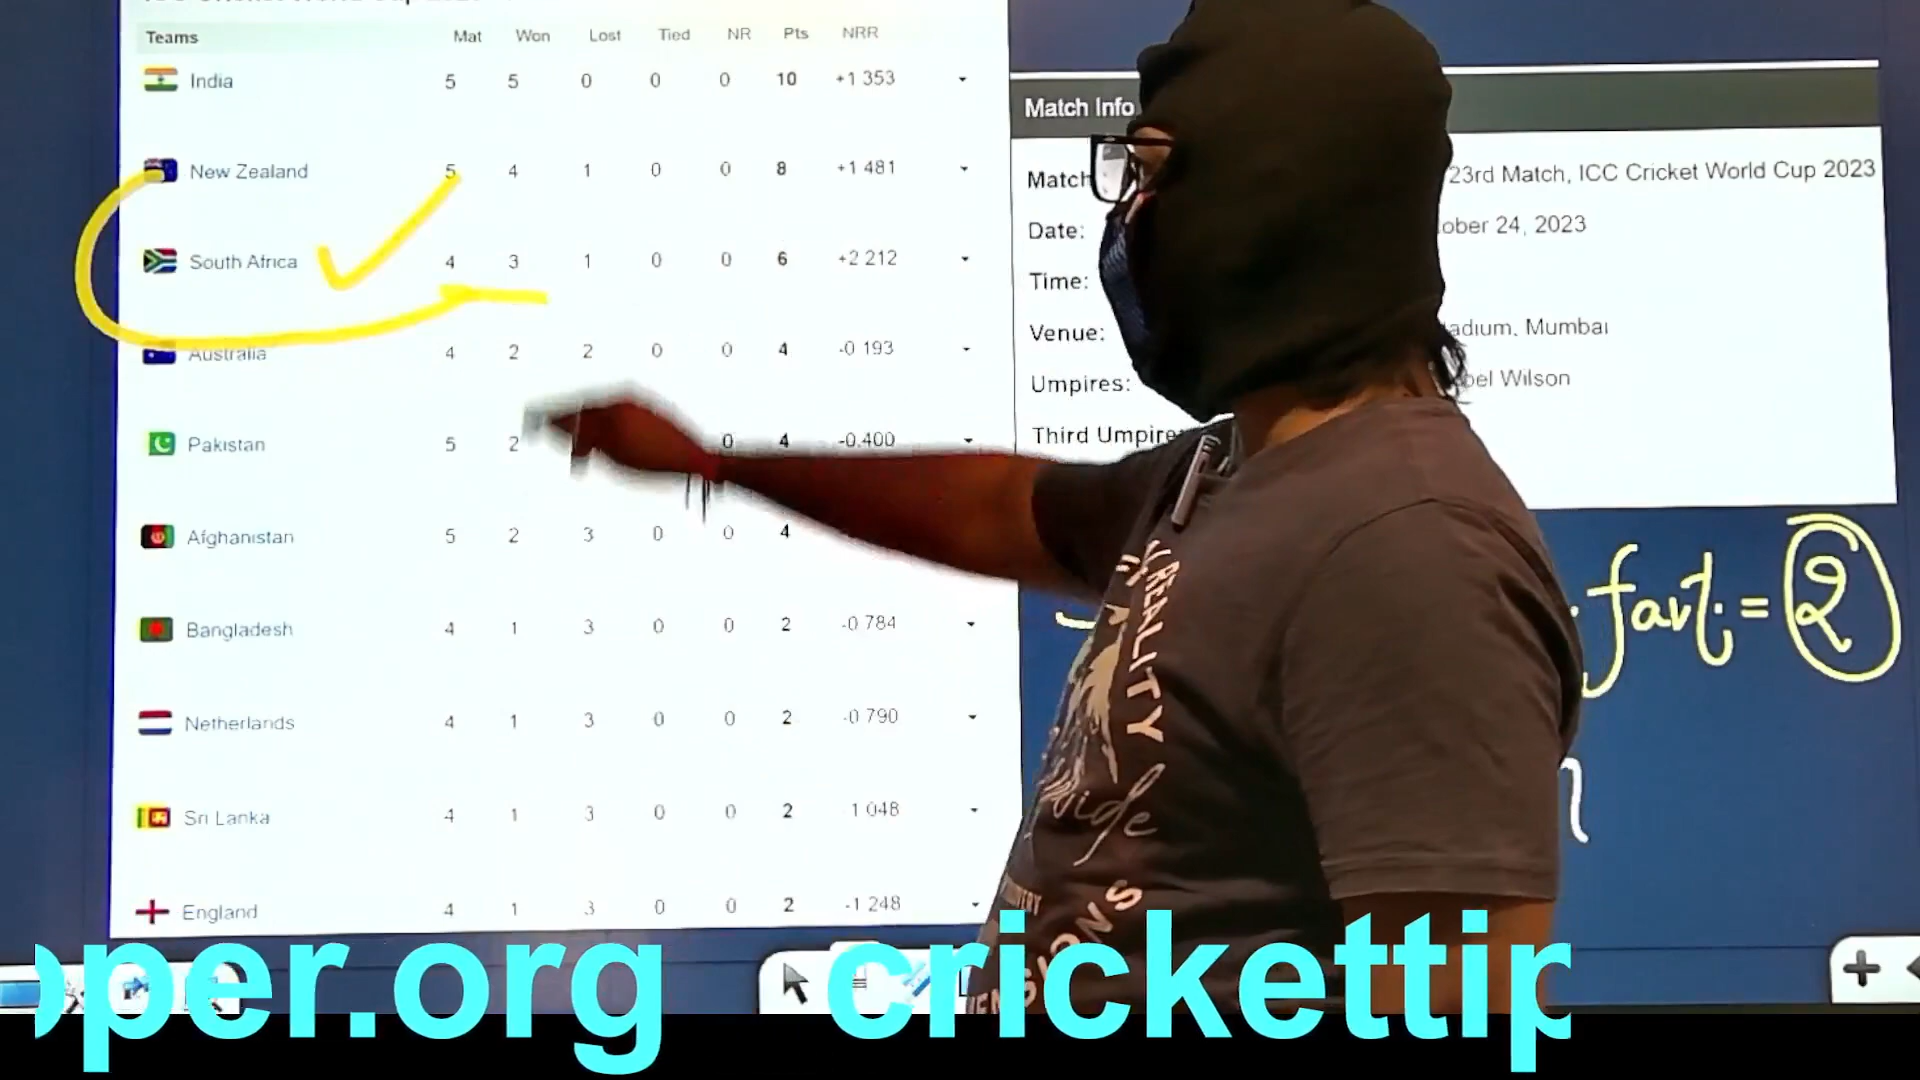 Teams Mat Won Lost Tied NR Pts NRR
India 5 5 0 0 0 10 +1 353
New Zealand 5 4 1 0 0 8 +1 481
South Africa 4 3 1 0 0 6 +2 212
Australia 4 2 2 0 0 4 -0 193
Pakistan 5 2 0 4 -0.400
Afghanistan 5 2 3 0 0 4
Bangladesh 4 1 3 0 0 2 -0 784
Netherlands 4 1 3 0 0 2 -0 790
Sri Lanka 4 1 3 0 0 2 1 048
England 4 1 3 0 0 2 -1 248
Match Info
Match 23rd Match, ICC Cricket World Cup 2023
Date: ober 24, 2023
Time:
Venue: adium, Mumbai
Umpires: Wilson
Third Umpire
= 2
REALITY
oper.org crickettip